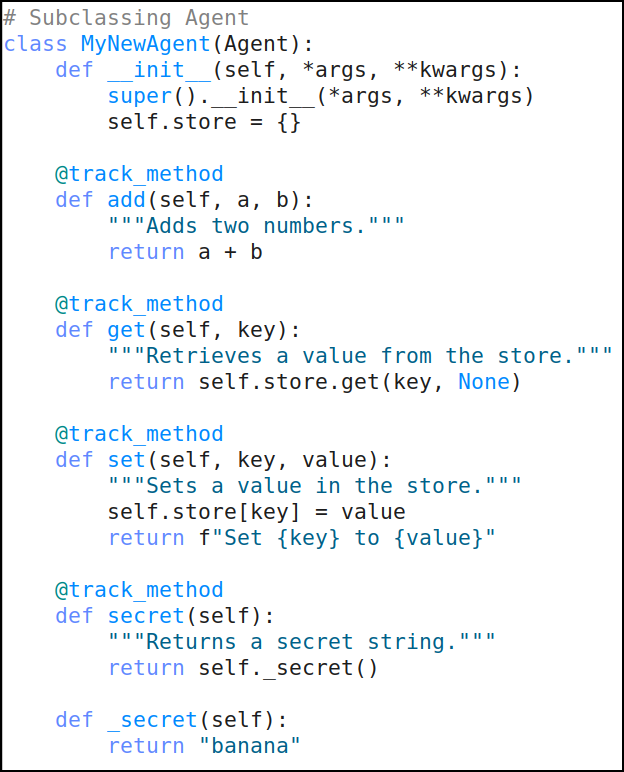 # Subclassing Agent
class MyNewAgent(Agent):
    def __init__(self, *args, **kwargs):
        super().__init__(*args, **kwargs)
        self.store = {}

    @track_method
    def add(self, a, b):
        """Adds two numbers."""
        return a + b

    @track_method
    def get(self, key):
        """Retrieves a value from the store."""
        return self.store.get(key, None)

    @track_method
    def set(self, key, value):
        """Sets a value in the store."""
        self.store[key] = value
        return f"Set {key} to {value}"

    @track_method
    def secret(self):
        """Returns a secret string."""
        return self._secret()

    def _secret(self):
        return "banana"